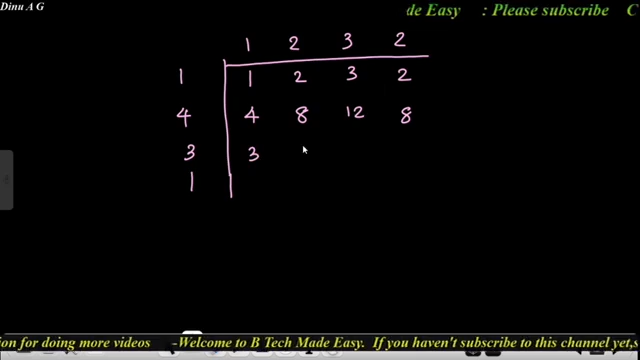 Dinu A G
de Easy : Please subscribe C
1 2 3 2
1 1 2 3 2
4 4 8 12 8
3 3
1
ion for doing more videos -Welcome to B Tech Made Easy. If you haven't subscribe to this channel yet,s